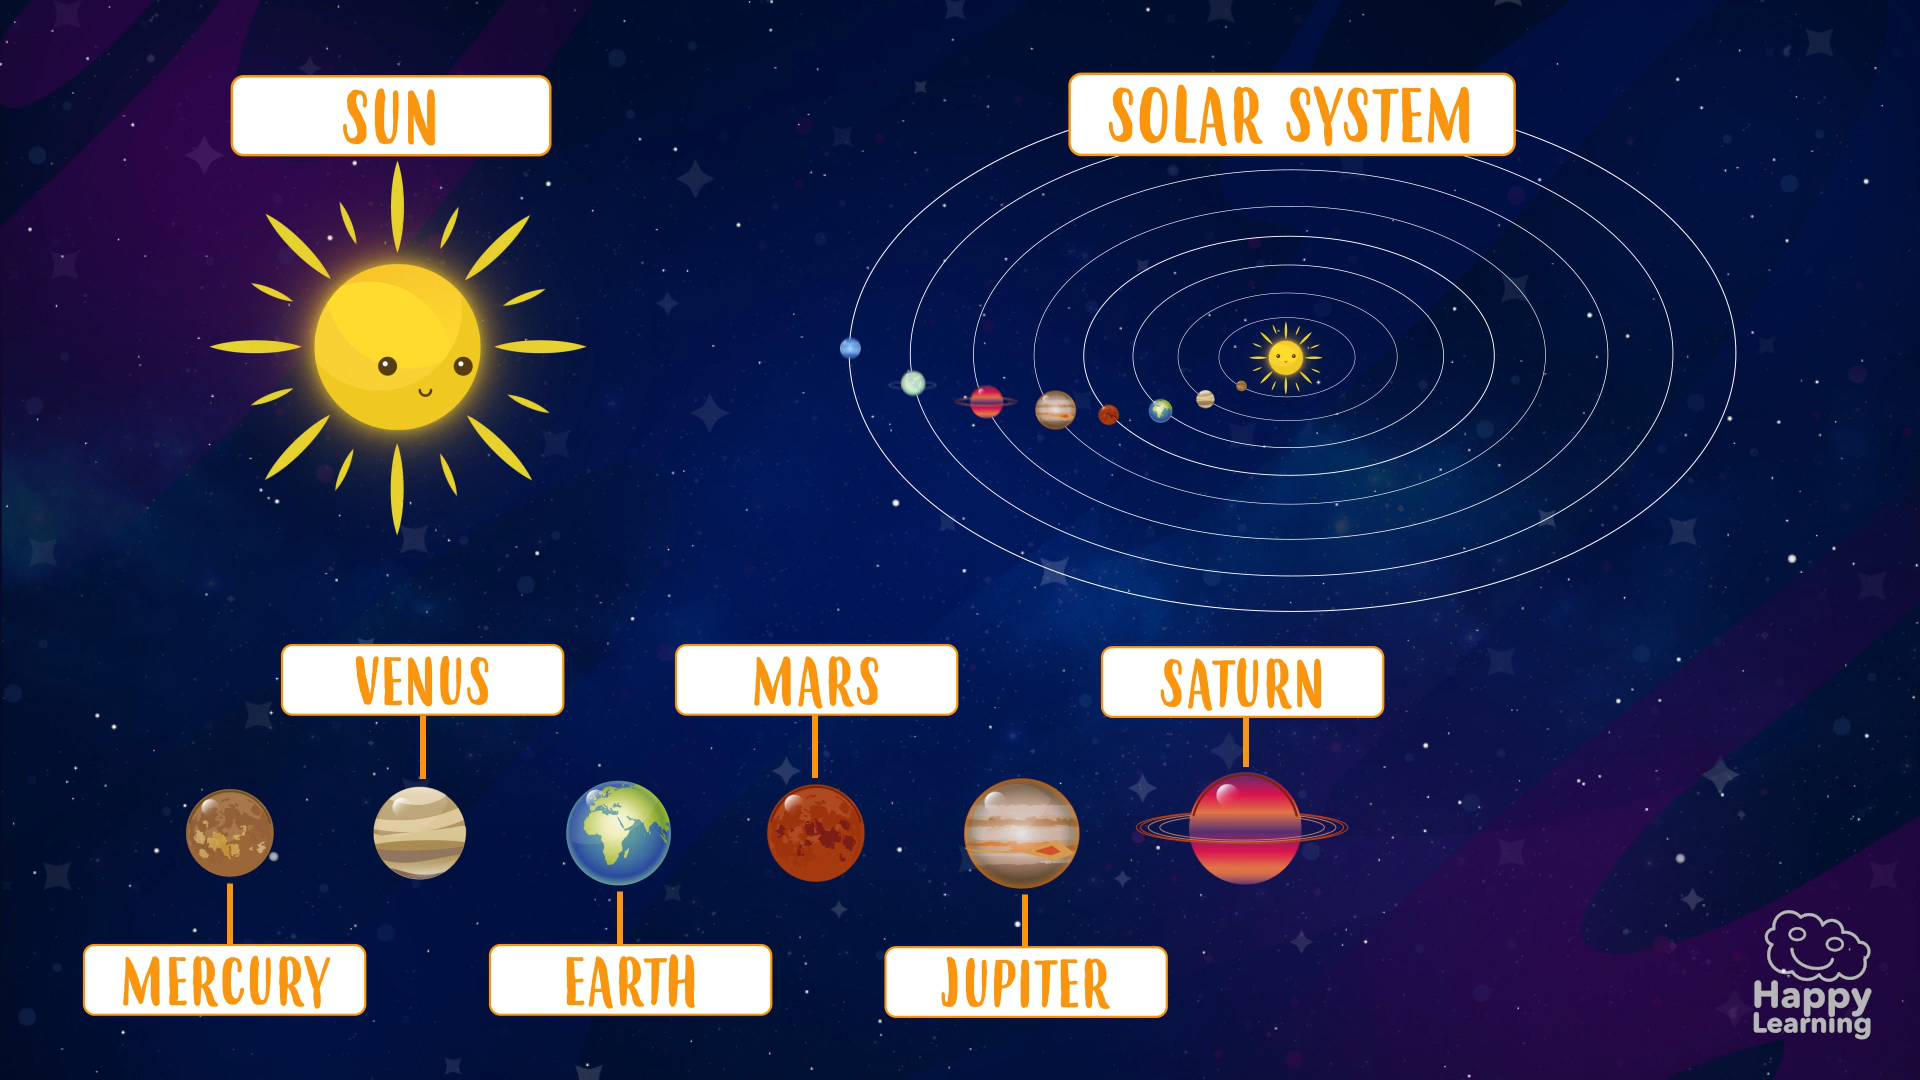 SUN
SOLAR SYSTEM
VENUS
MARS
SATURN
MERCURY
EARTH
JUPITER
Happy
Learning